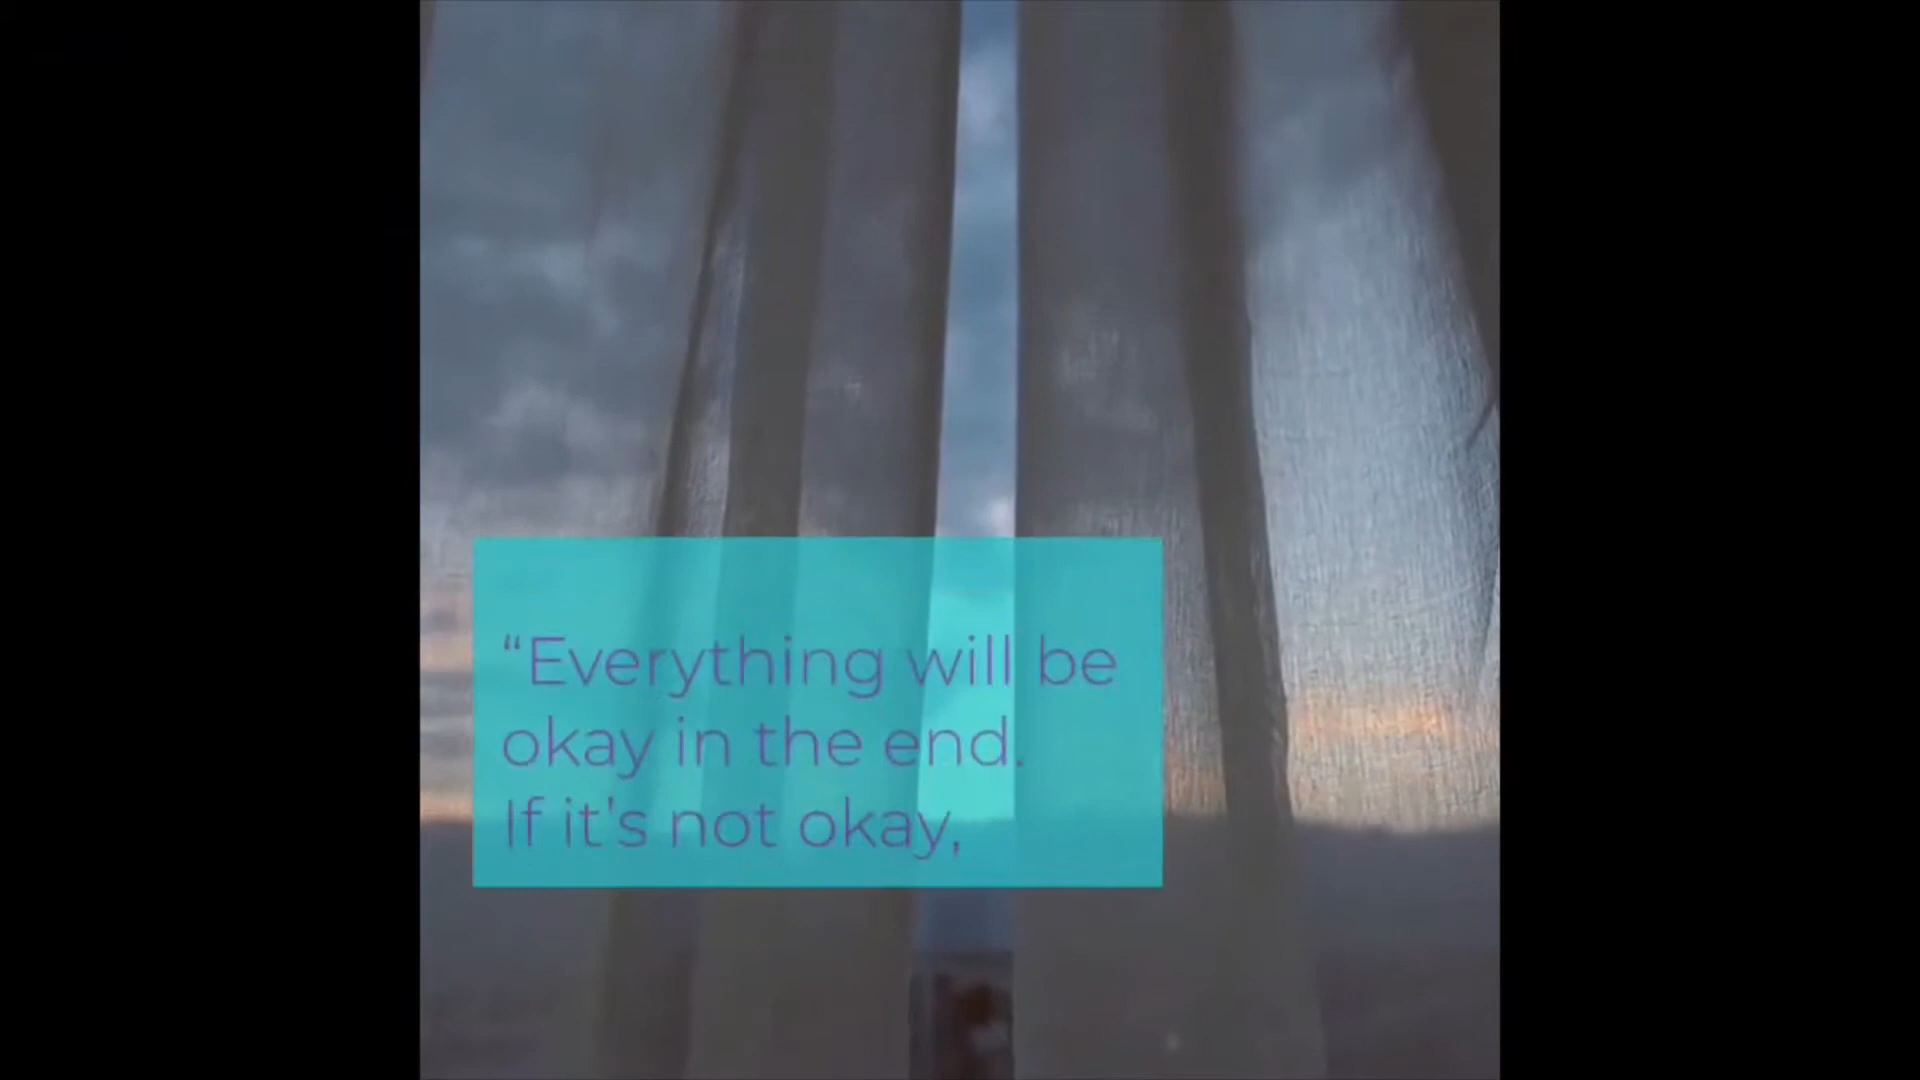 “Everything will be
okay in the end.
If it's not okay,